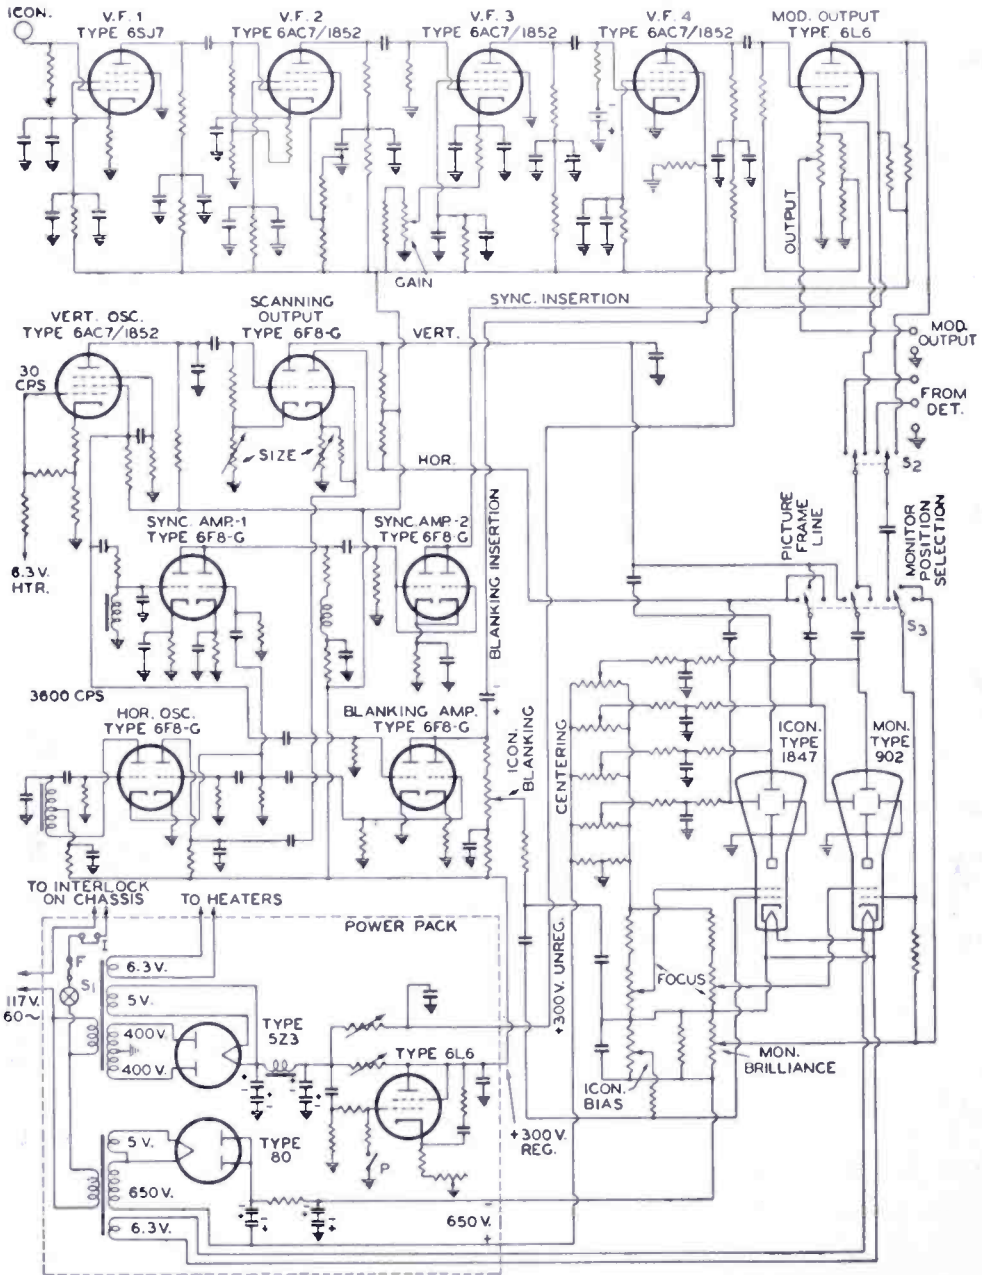 ICON.
V.F. 1
TYPE 6SJ7
V.F. 2
TYPE 6AC7/1852
V.F. 3
TYPE 6AC7/1852
V.F. 4
TYPE 6AC7/1852
MOD. OUTPUT
TYPE 6L6
OUTPUT
GAIN
SYNC. INSERTION
VERT. OSC.
TYPE 6AC7/1852
SCANNING
OUTPUT
TYPE 6F8-G
VERT.
MOD.
OUTPUT
30
CPS
FROM
DET.
SIZE
HOR.
S2
SYNC. AMP.-1
TYPE 6F8-G
SYNC. AMP.-2
TYPE 6F8-G
BLANKING INSERTION
PICTURE
FRAME
LINE
MONITOR
POSITION
SELECTION
6.3 V.
HTR.
S3
3600 CPS
HOR. OSC.
TYPE 6F8-G
BLANKING AMP.
TYPE 6F8-G
- +
ICON.
BLANKING
CENTERING
ICON.
TYPE
1847
MON.
TYPE
902
TO INTERLOCK
ON CHASSIS
TO HEATERS
POWER PACK
+300 V. UNREG.
FOCUS
I
F
S1
6.3 V.
5 V.
117 V.
60~
400 V.
400 V.
TYPE
5Z3
TYPE 6L6
MON.
BRILLIANCE
ICON.
BIAS
+300 V.
REG.
5 V.
TYPE
80
P
650 V.
- 650 V. +
6.3 V.